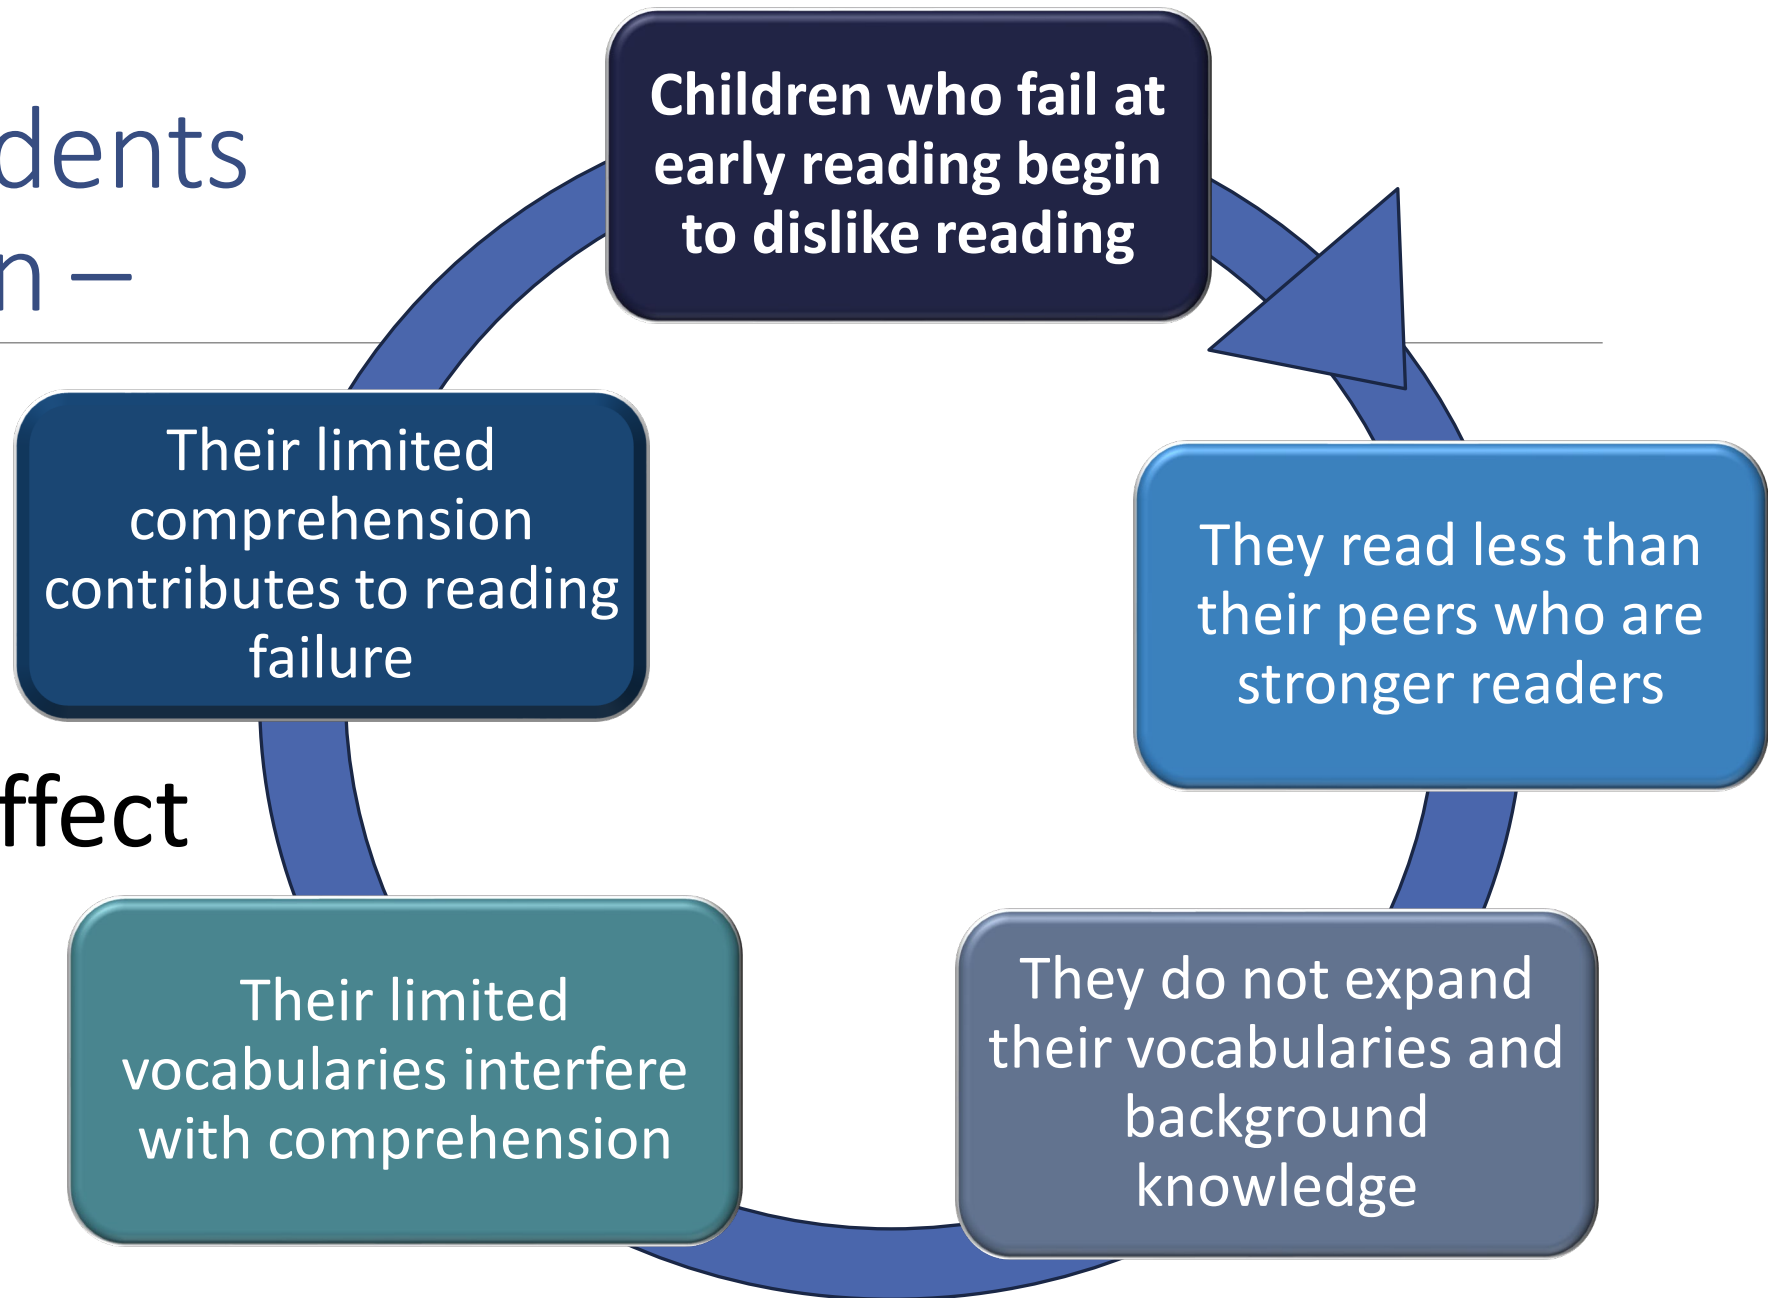 dents
n –
ffect
Children who fail at
early reading begin
to dislike reading
They read less than
their peers who are
stronger readers
They do not expand
their vocabularies and
background
knowledge
Their limited
vocabularies interfere
with comprehension
Their limited
comprehension
contributes to reading
failure